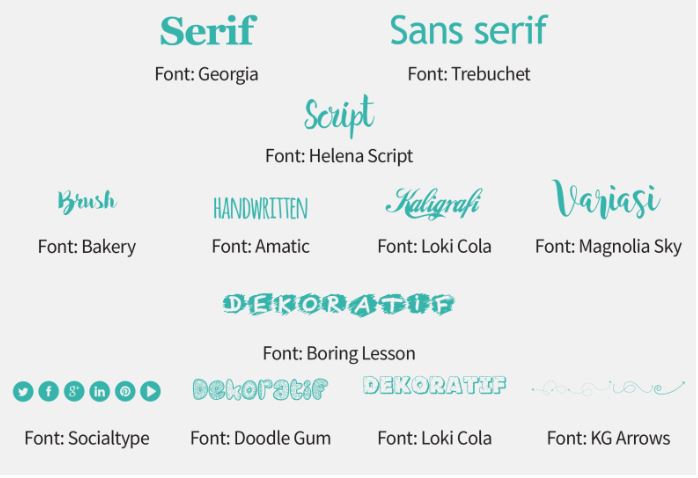 Serif Sans serif
Font: Georgia Font: Trebuchet
Script
Font: Helena Script
Brush HANDWRITTEN Kaligrafi Variasi
Font: Bakery Font: Amatic Font: Loki Cola Font: Magnolia Sky
DEKORATiF
Font: Boring Lesson
Dekoratif DEKORATIF
Font: Socialtype Font: Doodle Gum Font: Loki Cola Font: KG Arrows